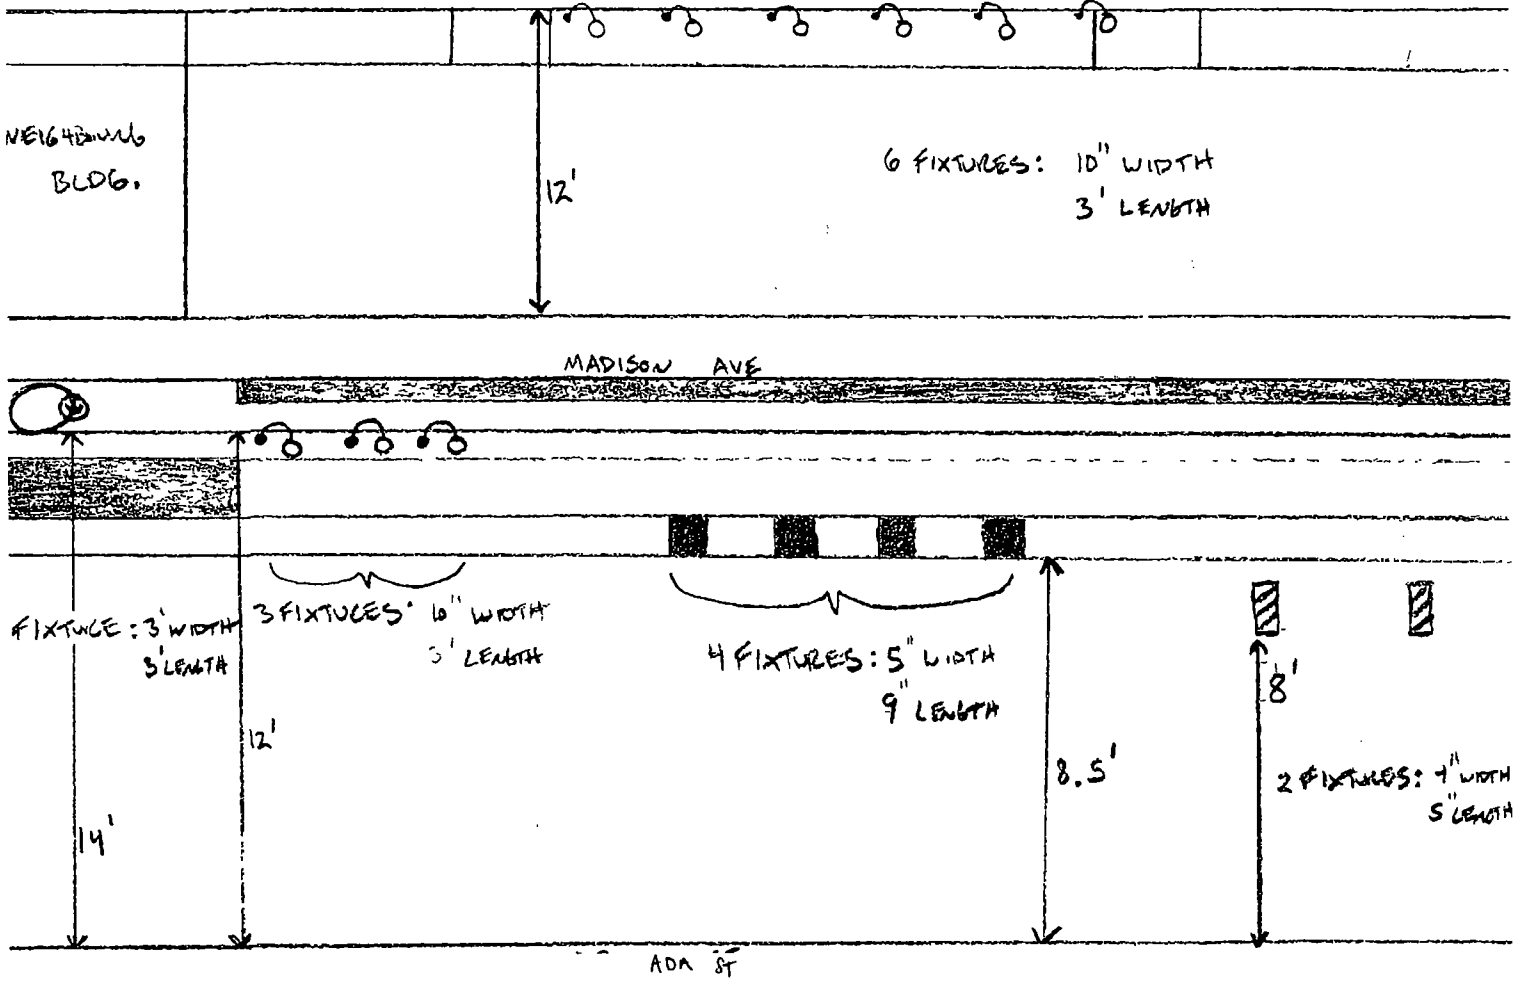 NEIGHBORING
BLDG.
12'
6 FIXTURES: 10" WIDTH
3' LENGTH
MADISON AVE
FIXTURE: 3' WIDTH
3' LENGTH
3 FIXTURES: 10" WIDTH
3' LENGTH
4 FIXTURES: 5" WIDTH
9" LENGTH
8'
12'
8.5'
2 FIXTURES: WIDTH
5" LENGTH
14'
ADA ST